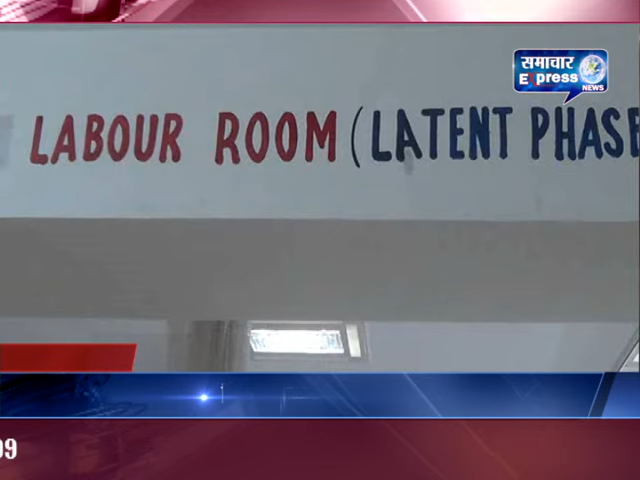 समाचार
Express
NEWS
LABOUR ROOM (LATENT PHASE
09